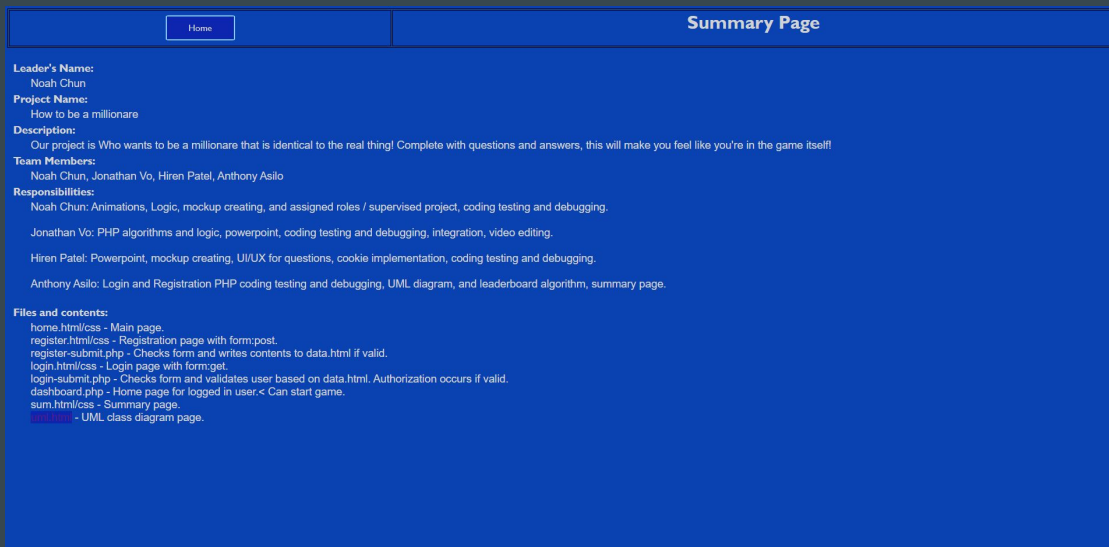 Home
Summary Page
Leader's Name:
Noah Chun
Project Name:
How to be a millionare
Description:
Our project is Who wants to be a millionare that is identical to the real thing! Complete with questions and answers, this will make you feel like you're in the game itself!
Team Members:
Noah Chun, Jonathan Vo, Hiren Patel, Anthony Asilo
Responsibilities:
Noah Chun: Animations, Logic, mockup creating, and assigned roles / supervised project, coding testing and debugging.
Jonathan Vo: PHP algorithms and logic, powerpoint, coding testing and debugging, integration, video editing.
Hiren Patel: Powerpoint, mockup creating, UI/UX for questions, cookie implementation, coding testing and debugging.
Anthony Asilo: Login and Registration PHP coding testing and debugging, UML diagram, and leaderboard algorithm, summary page.
Files and contents:
home.html/css - Main page.
register.html/css - Registration page with form:post.
register-submit.php - Checks form and writes contents to data.html if valid.
login.html/css - Login page with form:get.
login-submit.php - Checks form and validates user based on data.html. Authorization occurs if valid.
dashboard.php - Home page for logged in user.< Can start game.
sum.html/css - Summary page.
- UML class diagram page.